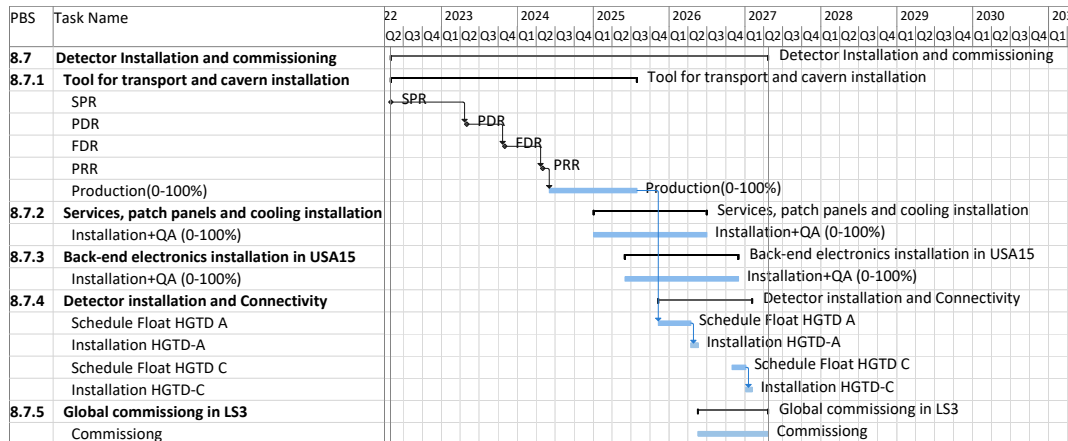 PBS Task Name 22 2023 2024 2025 2026 2027 2028 2029 2030 203
Q2 Q3 Q4 Q1 Q2 Q3 Q4 Q1 Q2 Q3 Q4 Q1 Q2 Q3 Q4 Q1 Q2 Q3 Q4 Q1 Q2 Q3 Q4 Q1 Q2 Q3 Q4 Q1 Q2 Q3 Q4 Q1 Q2 Q3 Q4 Q1
8.7 Detector Installation and commissioning Detector Installation and commissioning
8.7.1 Tool for transport and cavern installation Tool for transport and cavern installation
SPR SPR
PDR PDR
FDR FDR
PRR PRR
Production(0-100%) Production(0-100%)
8.7.2 Services, patch panels and cooling installation Services, patch panels and cooling installation
Installation+QA (0-100%) Installation+QA (0-100%)
8.7.3 Back-end electronics installation in USA15 Back-end electronics installation in USA15
Installation+QA (0-100%) Installation+QA (0-100%)
8.7.4 Detector installation and Connectivity Detector installation and Connectivity
Schedule Float HGTD A Schedule Float HGTD A
Installation HGTD-A Installation HGTD-A
Schedule Float HGTD C Schedule Float HGTD C
Installation HGTD-C Installation HGTD-C
8.7.5 Global commissiong in LS3 Global commissiong in LS3
Commissiong Commissiong